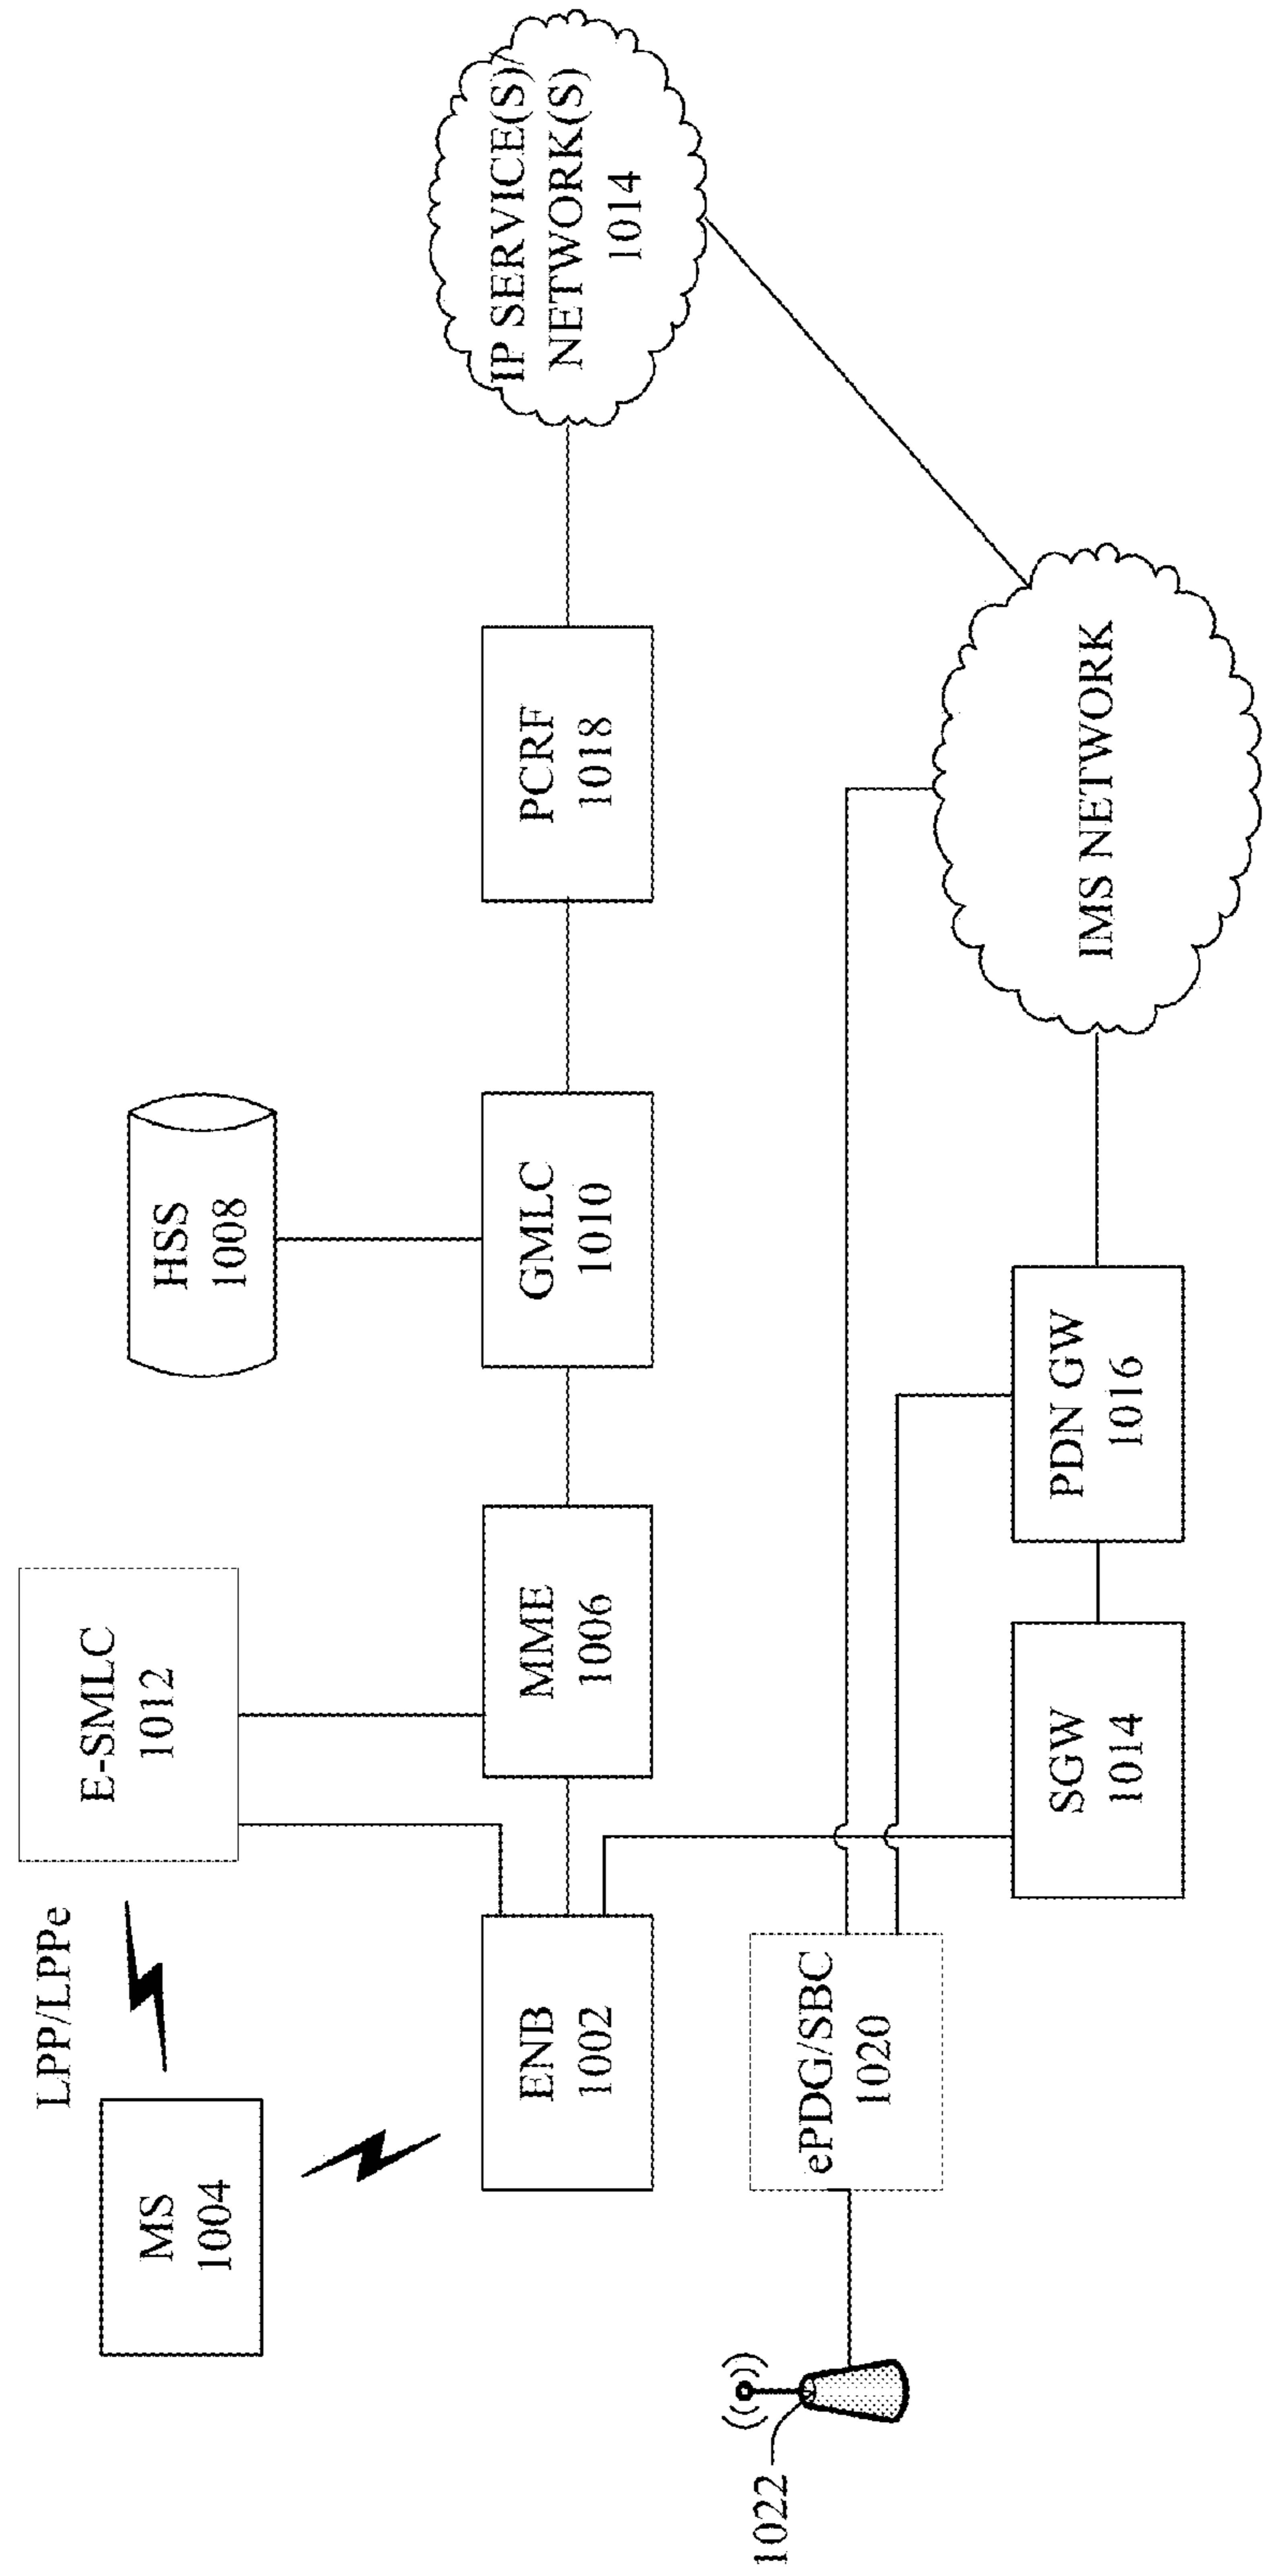 LPP/LPPe
MS
1004
E-SMLC
1012
HSS
1008
ENB
1002
MME
1006
GMLC
1010
PCRF
1018
IP SERVICE(S)/
NETWORK(S)
1014
1022
ePDG/SBC
1020
SGW
1014
PDN GW
1016
IMS NETWORK